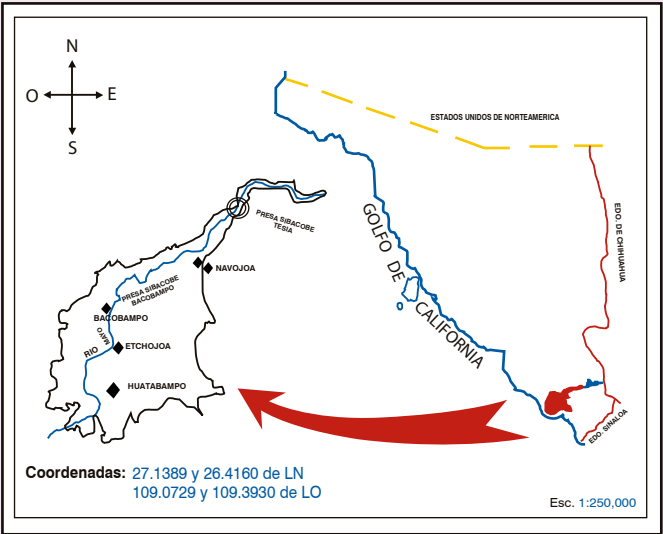 N
O
E
S
ESTADOS UNIDOS DE NORTEAMERICA
EDO. DE CHIHUAHUA
GOLFO DE
CALIFORNIA
EDO. SINALOA
PRESA SIBACOBE
TESIA
NAVOJOA
PRESA SIBACOBE
BACOBAMPO
BACOBAMPO
RIO MAYO
ETCHOJOA
HUATABAMPO
Coordenadas: 27.1389 y 26.4160 de LN
109.0729 y 109.3930 de LO
Esc. 1:250,000